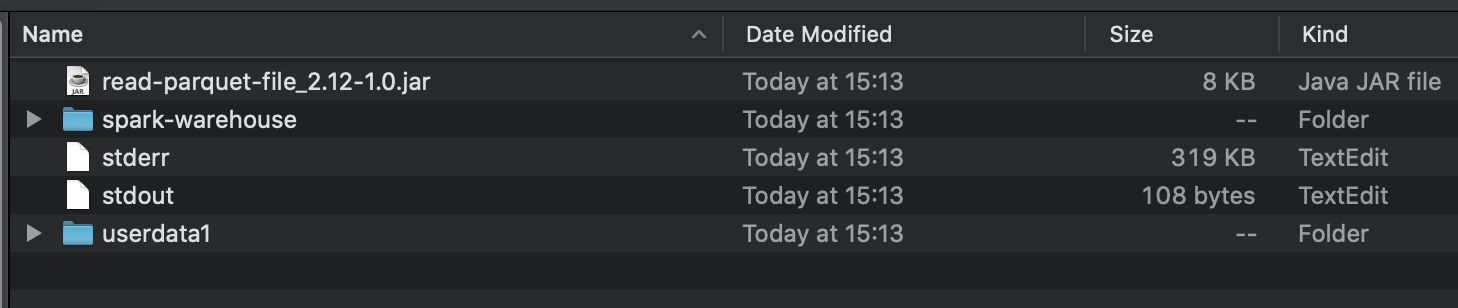 Name Date Modified Size Kind
JAR read-parquet-file_2.12-1.0.jar Today at 15:13 8 KB Java JAR file
spark-warehouse Today at 15:13 -- Folder
stderr Today at 15:13 319 KB TextEdit
stdout Today at 15:13 108 bytes TextEdit
userdata1 Today at 15:13 -- Folder